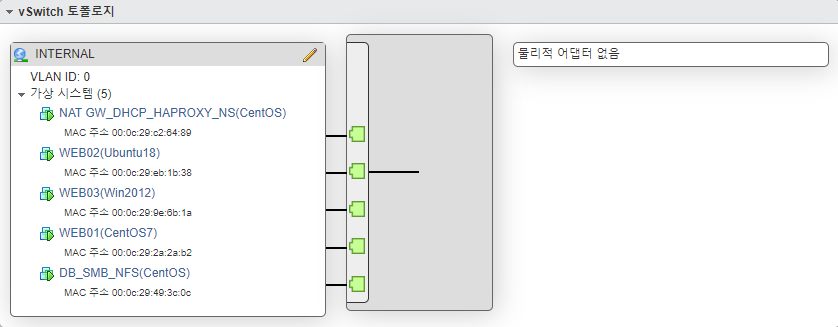 vSwitch 토폴로지
INTERNAL
VLAN ID: 0
가상 시스템 (5)
NAT GW_DHCP_HAPROXY_NS(CentOS)
MAC 주소 00:0c:29:c2:64:89
WEB02(Ubuntu18)
MAC 주소 00:0c:29:eb:1b:38
WEB03(Win2012)
MAC 주소 00:0c:29:9e:6b:1a
WEB01(CentOS7)
MAC 주소 00:0c:29:2a:2a:b2
DB_SMB_NFS(CentOS)
MAC 주소 00:0c:29:49:3c:0c
물리적 어댑터 없음